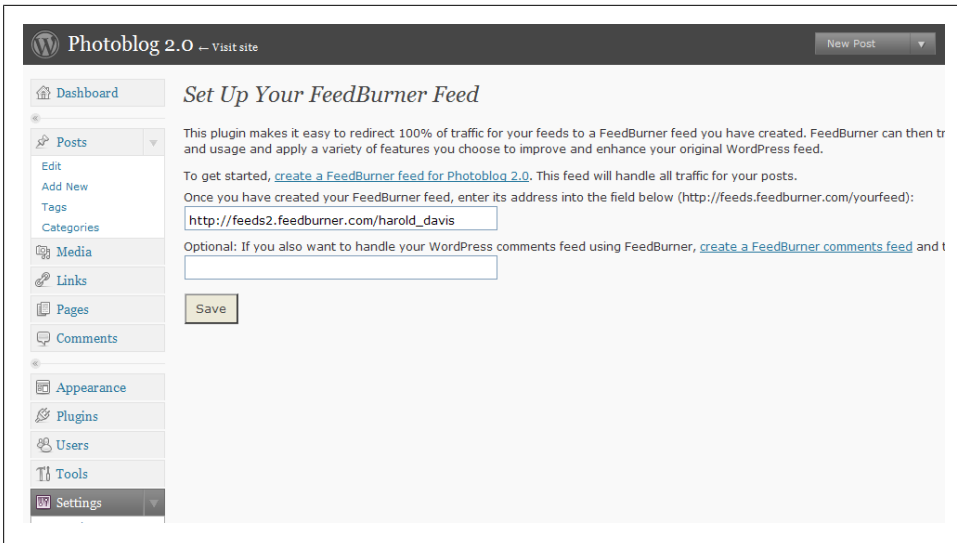 Photoblog 2.0 ← Visit site
New Post
Dashboard
Posts
Edit
Add New
Tags
Categories
Media
Links
Pages
Comments
Appearance
Plugins
Users
Tools
Settings
Set Up Your FeedBurner Feed
This plugin makes it easy to redirect 100% of traffic for your feeds to a FeedBurner feed you have created. FeedBurner can then
and usage and apply a variety of features you choose to improve and enhance your original WordPress feed.
To get started, create a FeedBurner feed for Photoblog 2.0. This feed will handle all traffic for your posts.
Once you have created your FeedBurner feed, enter its address into the field below (http://feeds.feedburner.com/yourfeed):
http://feeds2.feedburner.com/harold_davis
Optional: If you also want to handle your WordPress comments feed using FeedBurner, create a FeedBurner comments feed and
Save